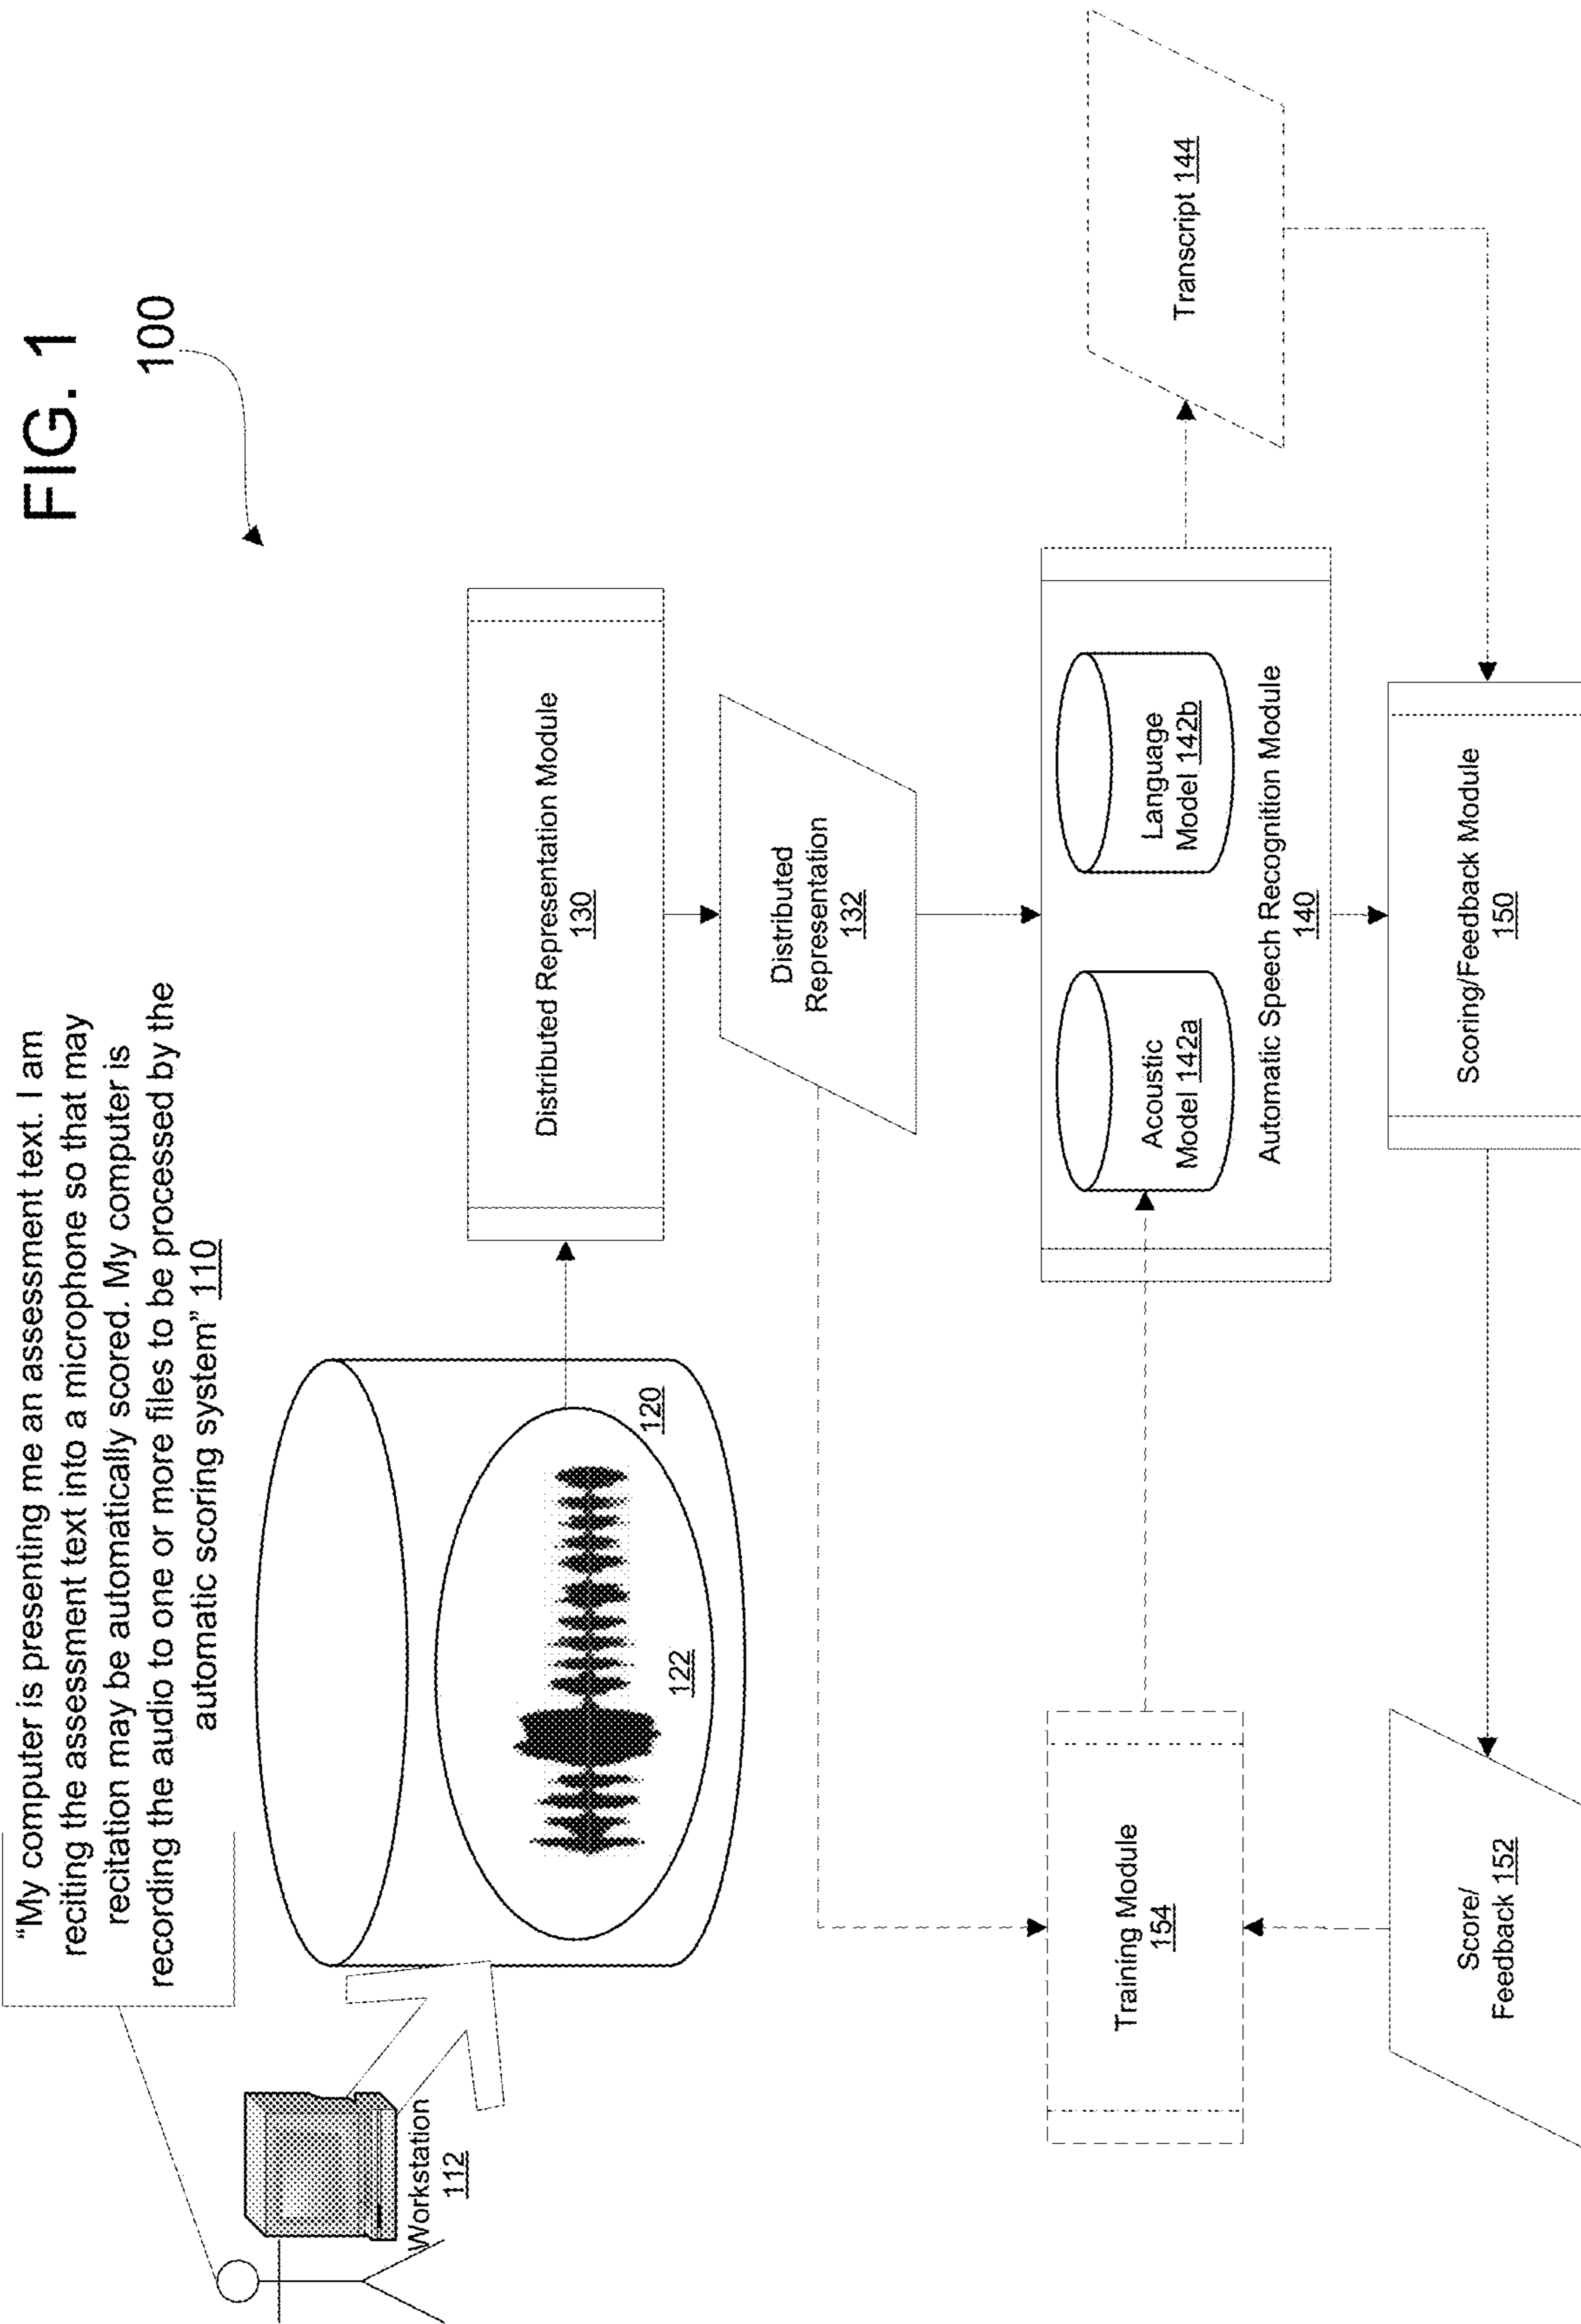 FIG. 1
100
“My computer is presenting me an assessment text. I am
reciting the assessment text into a microphone so that may
recitation may be automatically scored. My computer is
recording the audio to one or more files to be processed by the
automatic scoring system” 110
Workstation
112
120
122
Distributed Representation Module
130
Distributed
Representation
132
Acoustic
Model 142a
Language
Model 142b
Automatic Speech Recognition Module
140
Transcript 144
Training Module
154
Scoring/Feedback Module
150
Score/
Feedback 152